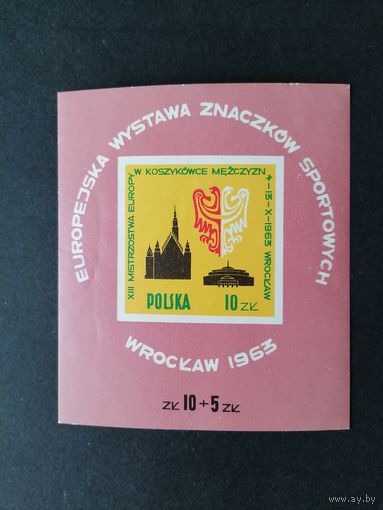 EUROPEJSKA WYSTAWA ZNACZKÓW SPORTOWYCH
XIII MISTRZOSTWA EUROPY
W KOSZYKÓWCE MĘŻCZYZN
4-13-X-1963 WROCŁAW
POLSKA 10 ZŁ
WROCŁAW 1963
ZŁ 10+5 ZŁ
www.ay.by